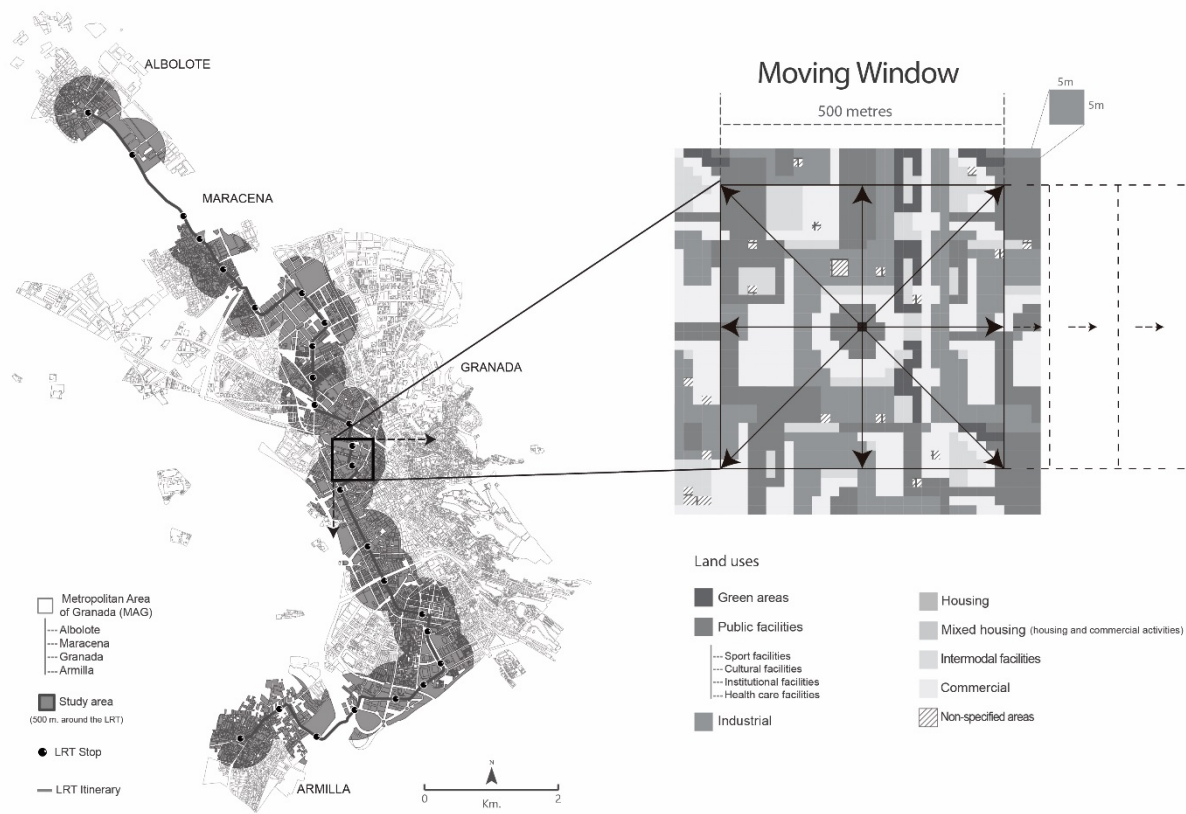 ALBOLOTE
MARACENA
GRANADA
ARMILLA
Metropolitan Area
of Granada (MAG)
Albolote
Maracena
Granada
Armilla
Study area
(500 m. around the LRT)
LRT Stop
LRT Itinerary
N
0
2
Km.
Moving Window
500 metres
5m
5m
Land uses
Green areas
Public facilities
Sport facilities
Cultural facilities
Institutional facilities
Health care facilities
Industrial
Housing
Mixed housing (housing and commercial activities)
Intermodal facilities
Commercial
Non-specified areas